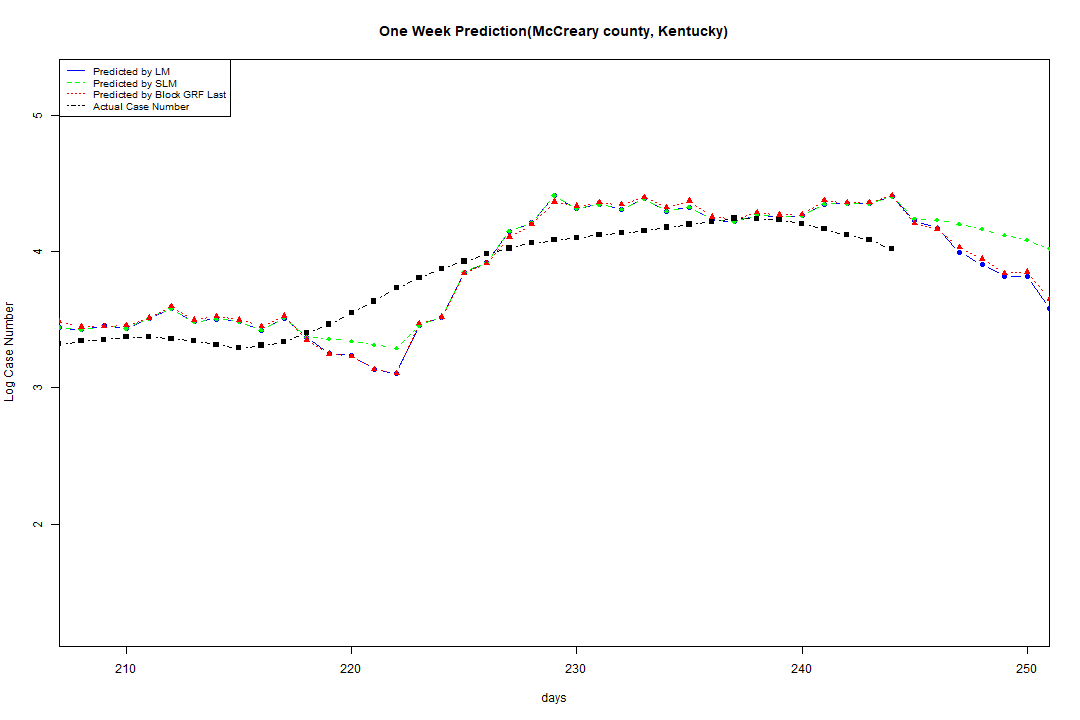 One Week Prediction(McCreary county, Kentucky)
Predicted by LM
Predicted by SLM
Predicted by Block GRF Last
Actual Case Number
5
4
3
2
Log Case Number
210 220 230 240 250
days